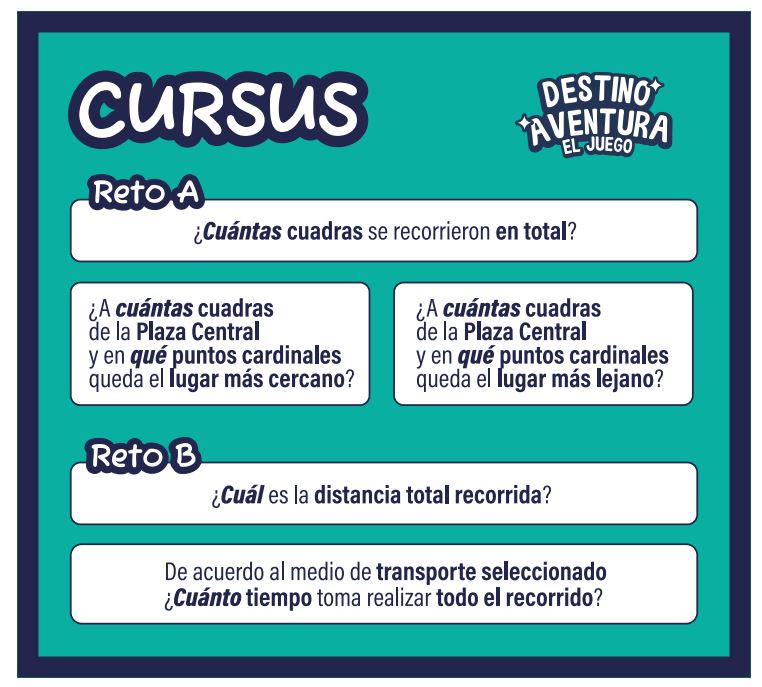 CURSUS
DESTINO
AVENTURA
EL JUEGO
Reto A
¿Cuántas cuadras se recorrieron en total?
¿A cuántas cuadras
de la Plaza Central
y en qué puntos cardinales
queda el lugar más cercano?
¿A cuántas cuadras
de la Plaza Central
y en qué puntos cardinales
queda el lugar más lejano?
Reto B
¿Cuál es la distancia total recorrida?
De acuerdo al medio de transporte seleccionado
¿Cuánto tiempo toma realizar todo el recorrido?